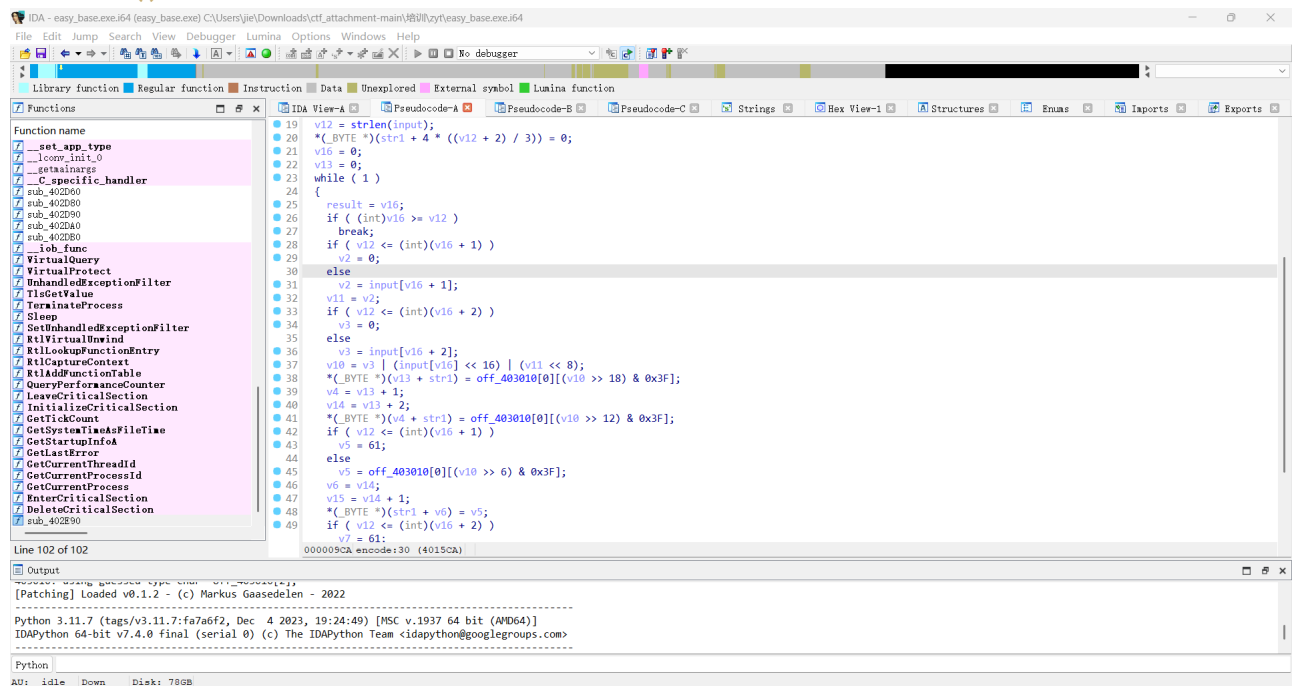 IDA - easy_base.exe.i64 (easy_base.exe) C:\Users\jie\Downloads\ctf_attachment-main\培训\zyt\easy_base.exe.i64
File Edit Jump Search View Debugger Lumina Options Windows Help
No debugger
Library function Regular function Instruction Data Unexplored External symbol Lumina function
Functions
IDA View-A Pseudocode-A Pseudocode-B Pseudocode-C Strings Hex View-1 Structures Enums Imports Exports
Function name
__set_app_type
__lconv_init_0
__getmainargs
__C_specific_handler
sub_402D60
sub_402D80
sub_402D90
sub_402DA0
sub_402DB0
__iob_func
VirtualQuery
VirtualProtect
UnhandledExceptionFilter
TlsGetValue
TerminateProcess
Sleep
SetUnhandledExceptionFilter
RtlVirtualUnwind
RtlLookupFunctionEntry
RtlCaptureContext
RtlAddFunctionTable
QueryPerformanceCounter
LeaveCriticalSection
InitializeCriticalSection
GetTickCount
GetSystemTimeAsFileTime
GetStartupInfoA
GetLastError
GetCurrentThreadId
GetCurrentProcessId
GetCurrentProcess
EnterCriticalSection
DeleteCriticalSection
sub_402E90
Line 102 of 102
19 v12 = strlen(input);
20 *(_BYTE *)(str1 + 4 * ((v12 + 2) / 3)) = 0;
21 v16 = 0;
22 v13 = 0;
23 while ( 1 )
24 {
25 result = v16;
26 if ( (int)v16 >= v12 )
27 break;
28 if ( v12 <= (int)(v16 + 1) )
29 v2 = 0;
30 else
31 v2 = input[v16 + 1];
32 v11 = v2;
33 if ( v12 <= (int)(v16 + 2) )
34 v3 = 0;
35 else
36 v3 = input[v16 + 2];
37 v10 = v3 | (input[v16] << 16) | (v11 << 8);
38 *(_BYTE *)(v13 + str1) = off_403010[0][(v10 >> 18) & 0x3F];
39 v4 = v13 + 1;
40 v14 = v13 + 2;
41 *(_BYTE *)(v4 + str1) = off_403010[0][(v10 >> 12) & 0x3F];
42 if ( v12 <= (int)(v16 + 1) )
43 v5 = 61;
44 else
45 v5 = off_403010[0][(v10 >> 6) & 0x3F];
46 v6 = v14;
47 v15 = v14 + 1;
48 *(_BYTE *)(str1 + v6) = v5;
49 if ( v12 <= (int)(v16 + 2) )
v7 = 61;
000009CA encode:30 (4015CA)
Output
403010: using guessed type char *off_403010[2];
[Patching] Loaded v0.1.2 - (c) Markus Gaasedelen - 2022
Python 3.11.7 (tags/v3.11.7:fa7a6f2, Dec 4 2023, 19:24:49) [MSC v.1937 64 bit (AMD64)]
IDAPython 64-bit v7.4.0 final (serial 0) (c) The IDAPython Team <idapython@googlegroups.com>
Python
AU: idle Down Disk: 78GB